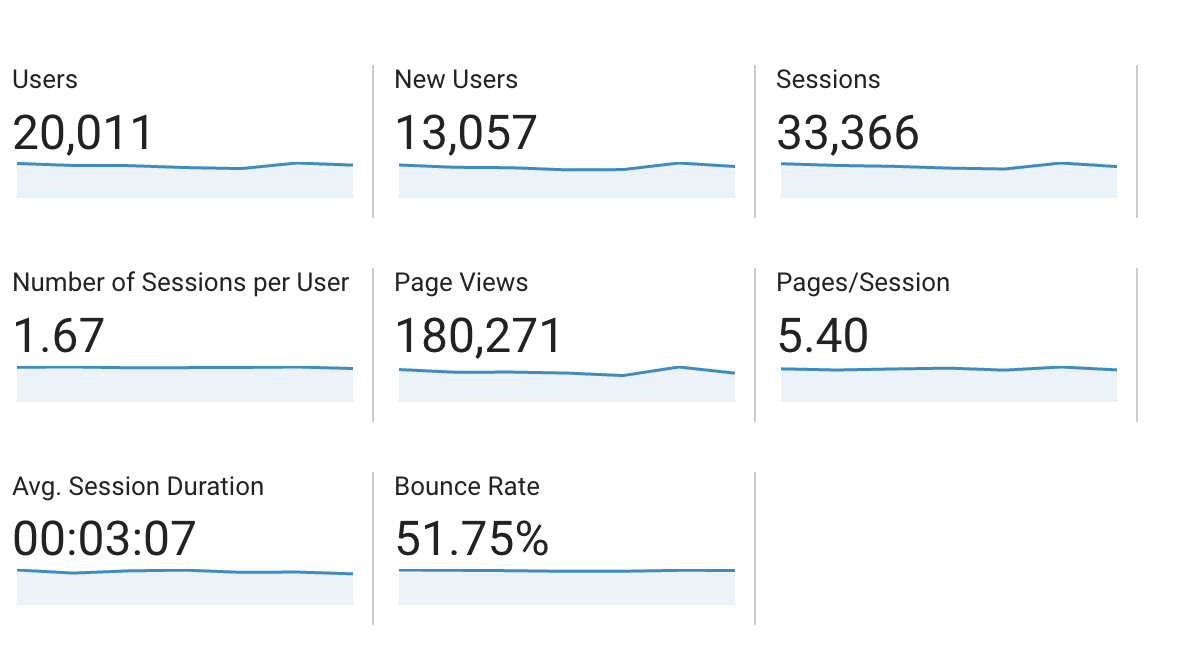 Users
20,011
New Users
13,057
Sessions
33,366
Number of Sessions per User
1.67
Page Views
180,271
Pages/Session
5.40
Avg. Session Duration
00:03:07
Bounce Rate
51.75%